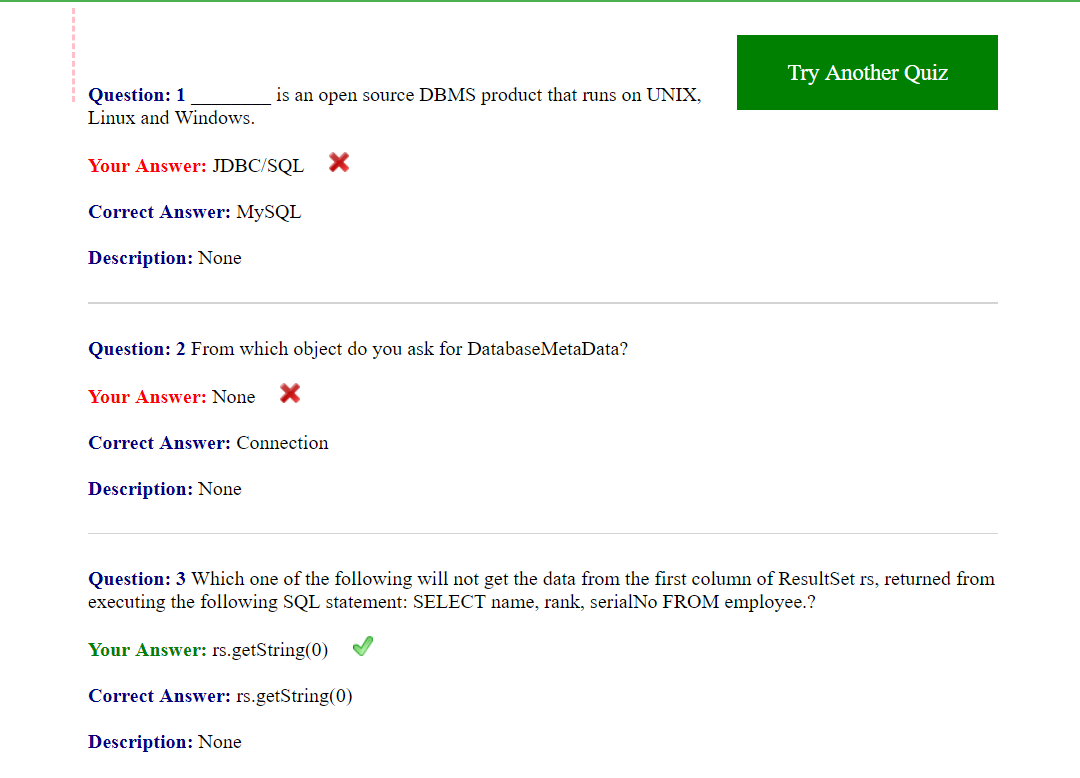 Try Another Quiz
Question: 1 ________ is an open source DBMS product that runs on UNIX,
Linux and Windows.
Your Answer: JDBC/SQL
Correct Answer: MySQL
Description: None
Question: 2 From which object do you ask for DatabaseMetaData?
Your Answer: None
Correct Answer: Connection
Description: None
Question: 3 Which one of the following will not get the data from the first column of ResultSet rs, returned from
executing the following SQL statement: SELECT name, rank, serialNo FROM employee.?
Your Answer: rs.getString(0)
Correct Answer: rs.getString(0)
Description: None